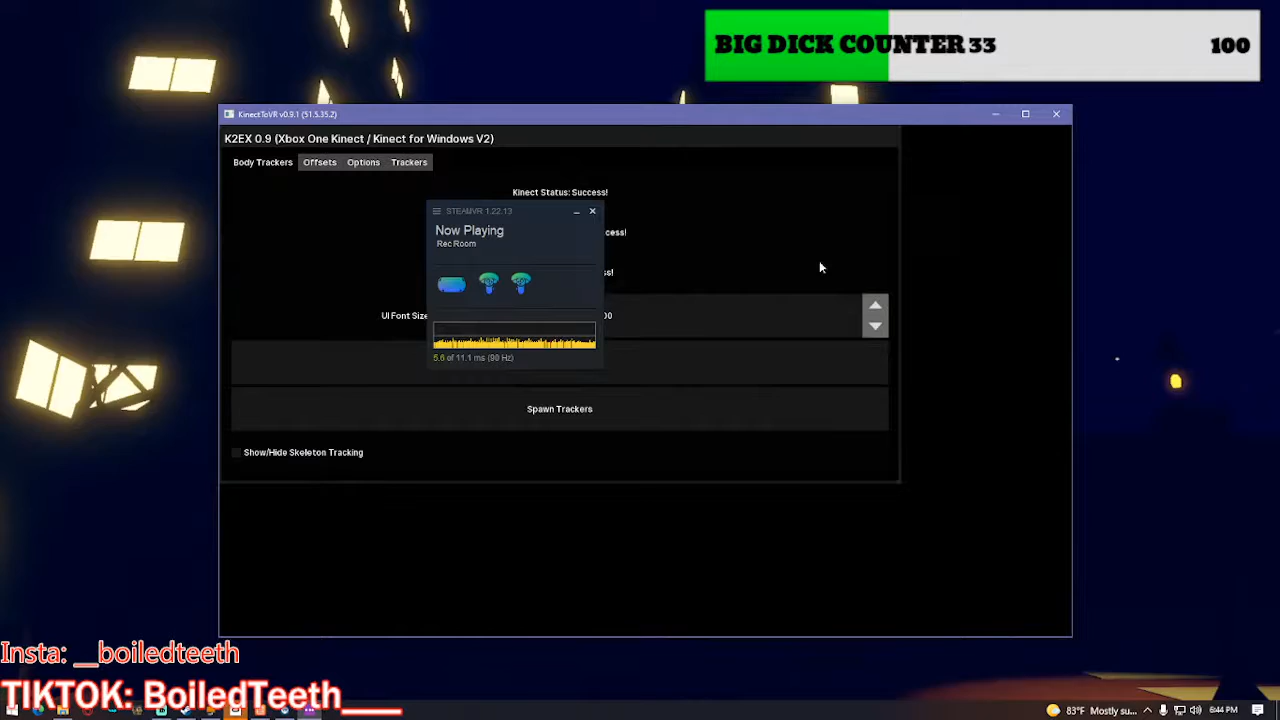 BIG DICK COUNTER 33 100
KinectToVR v0.9.1 (51.5.35.2)
K2EX 0.9 (Xbox One Kinect / Kinect for Windows V2)
Body Trackers Offsets Options Trackers
Kinect Status: Success!
STEAMVR 1.22.13
Now Playing
Rec Room
UI Font Size
Spawn Trackers
5.6 of 11.1 ms (90 Hz)
Show/Hide Skeleton Tracking
Insta: __boiledteeth
TIKTOK: BoiledTeeth____
83°F Mostly su... 6:44 PM